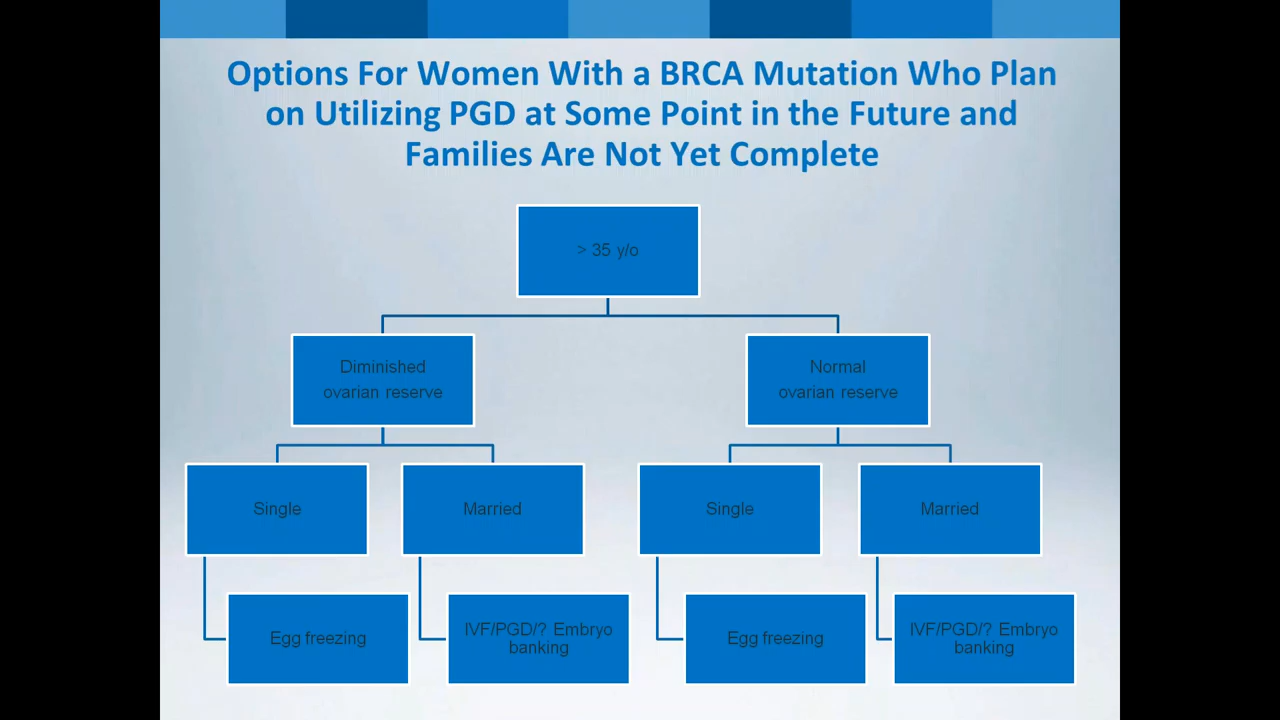 Options For Women With a BRCA Mutation Who Plan
on Utilizing PGD at Some Point in the Future and
Families Are Not Yet Complete
> 35 y/o
Diminished
ovarian reserve
Normal
ovarian reserve
Single
Married
Single
Married
Egg freezing
IVF/PGD/? Embryo
banking
Egg freezing
IVF/PGD/? Embryo
banking